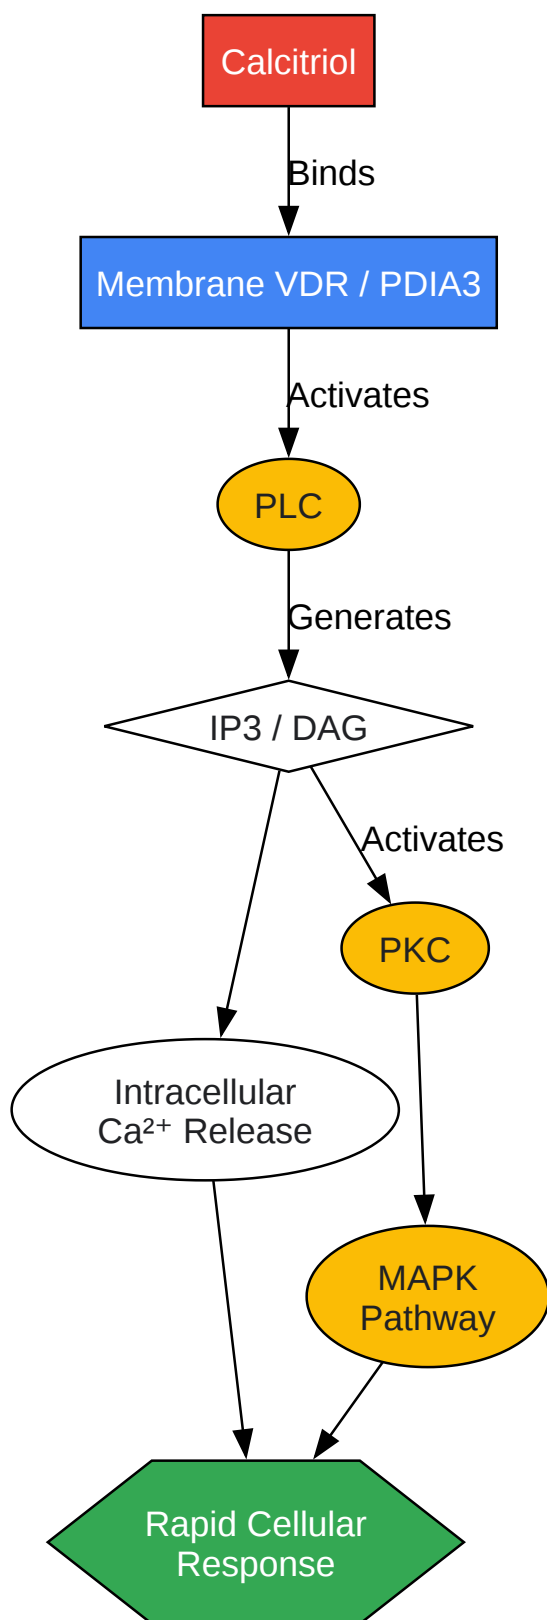 Calcitriol
Binds
Membrane VDR / PDIA3
Activates
PLC
Generates
IP3 / DAG
Activates
PKC
Intracellular
Ca²⁺ Release
MAPK
Pathway
Rapid Cellular
Response